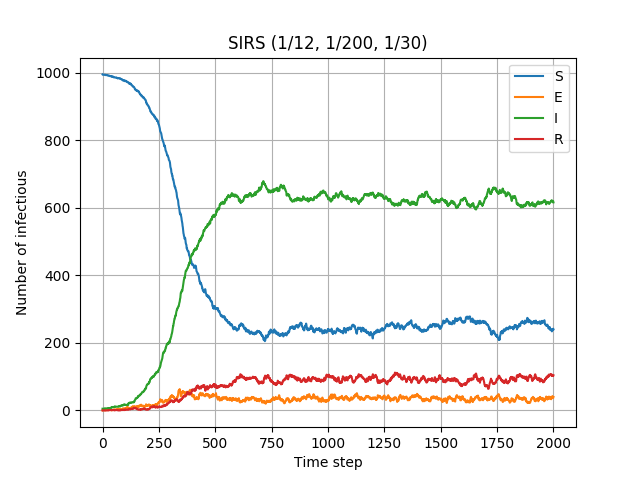 SIRS (1/12, 1/200, 1/30)
Number of infectious
1000
800
600
400
200
0
S
E
I
R
0 250 500 750 1000 1250 1500 1750 2000
Time step